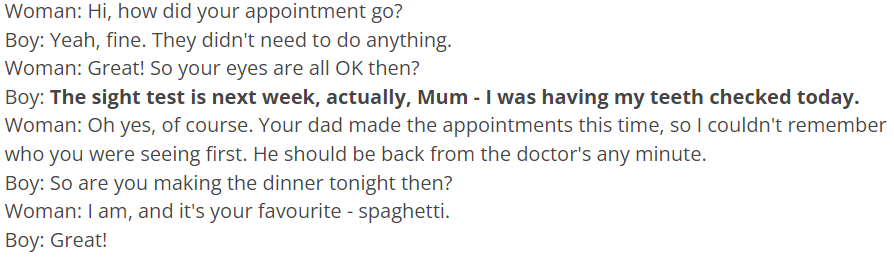 Woman: Hi, how did your appointment go?
Boy: Yeah, fine. They didn't need to do anything.
Woman: Great! So your eyes are all OK then?
Boy: The sight test is next week, actually, Mum - I was having my teeth checked today.
Woman: Oh yes, of course. Your dad made the appointments this time, so I couldn't remember
who you were seeing first. He should be back from the doctor's any minute.
Boy: So are you making the dinner tonight then?
Woman: I am, and it's your favourite - spaghetti.
Boy: Great!